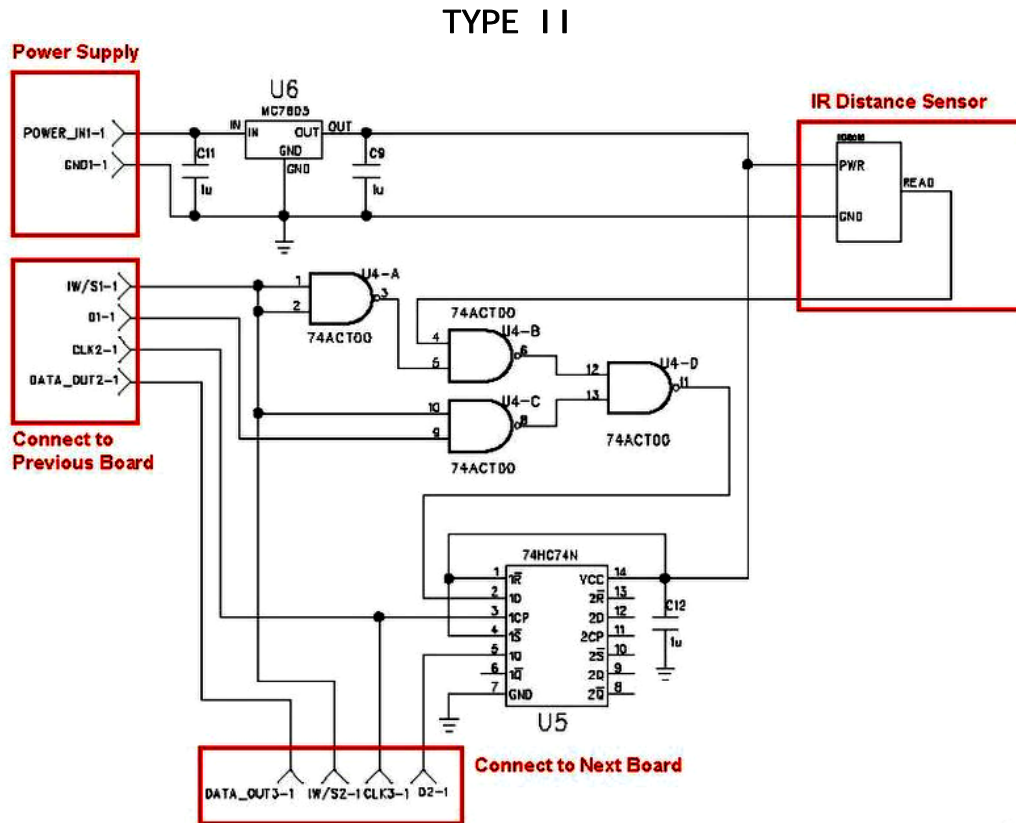 TYPE II
Power Supply
U6
MC7805
IR Distance Sensor
POWER_IN1-1
IN
IN
OUT
OUT
GND
GND
C11
1u
C9
1u
GND1-1
PWR
READ
GND
IW/S1-1
D1-1
CLK2-1
DATA_OUT2-1
Connect to
Previous Board
1
2
3
U4-A
74ACT00
74ACT00
4
5
6
U4-B
10
9
8
U4-C
74ACT00
12
13
11
U4-D
74ACT00
74HC74N
1 1R̅ VCC 14
2 1D 2R̅ 13
3 1CP 2D 12
4 1S̅ 2CP 11
5 1Q 2S̅ 10
6 1Q̅ 2Q 9
7 GND 2Q̅ 8
C12
1u
U5
Connect to Next Board
DATA_OUT3-1 IW/S2-1 CLK3-1 D2-1